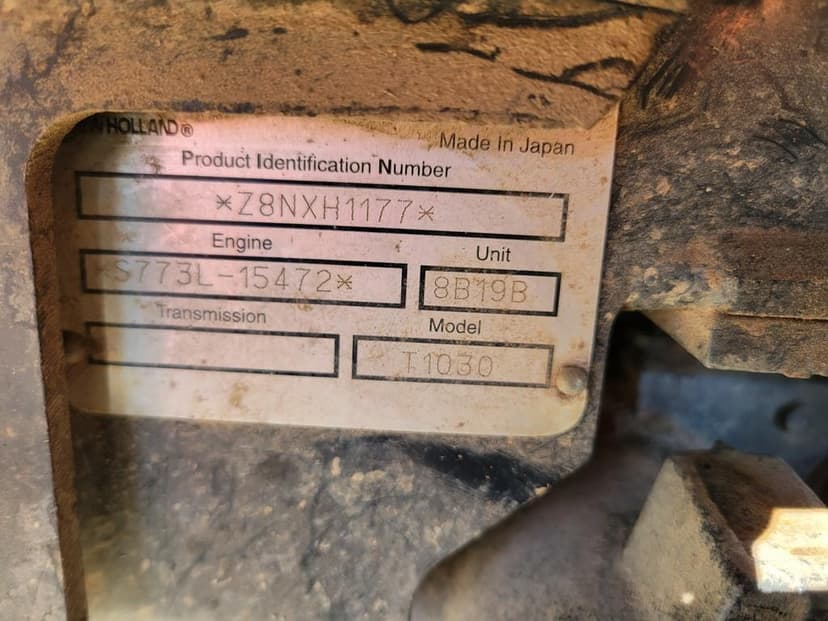 HOLLAND®
Made In Japan
Product Identification Number
*Z8NXH1177*
Engine
Unit
*S773L-15472*
8B19B
Transmission
Model
T1030